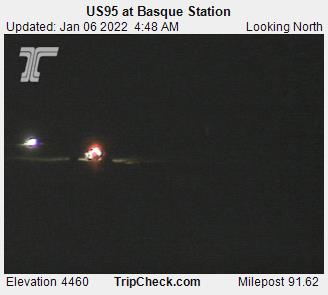 US95 at Basque Station
Updated: Jan 06 2022 4:48 AM Looking North
Elevation 4460 TripCheck.com Milepost 91.62